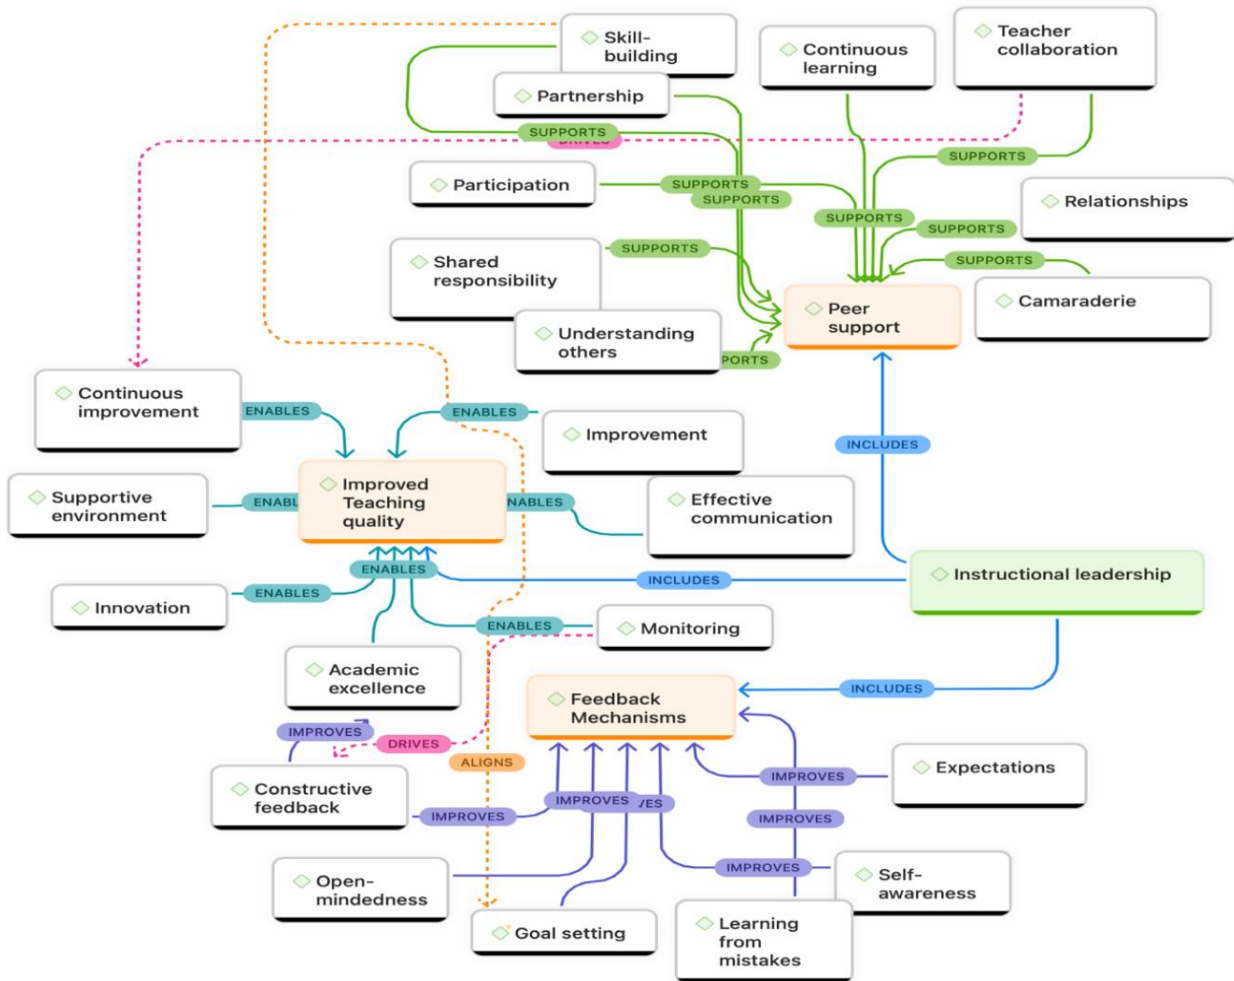 Skill-
building
Continuous
learning
Teacher
collaboration
Partnership
SUPPORTS
DRIVES
SUPPORTS
Participation
SUPPORTS
SUPPORTS
Relationships
SUPPORTS
SUPPORTS
Shared
responsibility
SUPPORTS
SUPPORTS
Peer
support
Camaraderie
Understanding
others
PORTS
Continuous
improvement
ENABLES
ENABLES
Improvement
INCLUDES
Supportive
environment
ENABL
Improved
Teaching
quality
NABLES
Effective
communication
ENABLES
Instructional leadership
Innovation
ENABLES
INCLUDES
ENABLES
Monitoring
Academic
excellence
Feedback
Mechanisms
INCLUDES
IMPROVES
DRIVES
ALIGNS
Constructive
feedback
IMPROVES
IMPROVES
VES
IMPROVES
Expectations
IMPROVES
Open-
mindedness
IMPROVES
Self-
awareness
Goal setting
Learning
from
mistakes